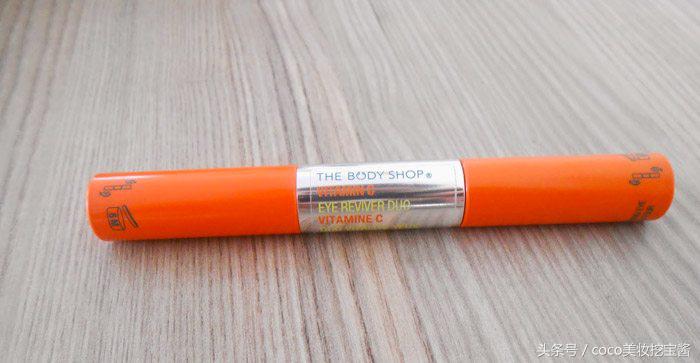 THE BODY SHOP®
VITAMIN C
EYE REVIVER DUO
VITAMINE C
6M
头条号 / coco美妆挖宝酱